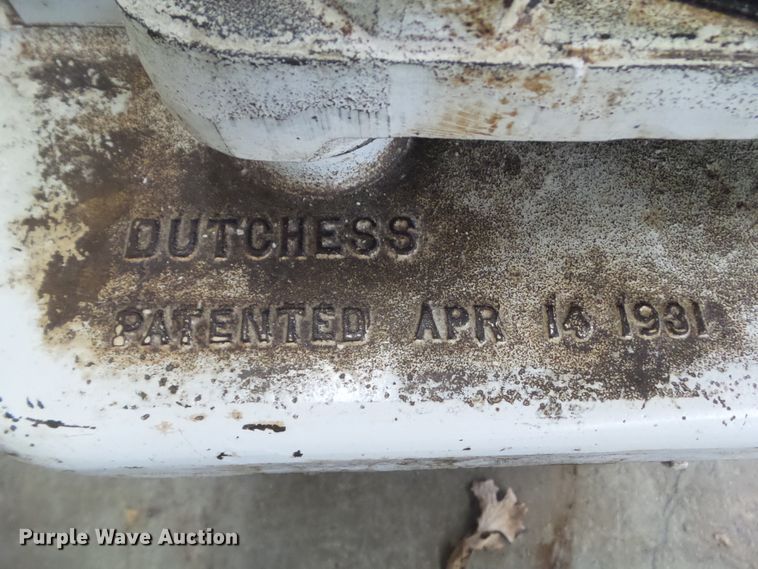 DUTCHESS
PATENTED APR 14 1931
Purple Wave Auction